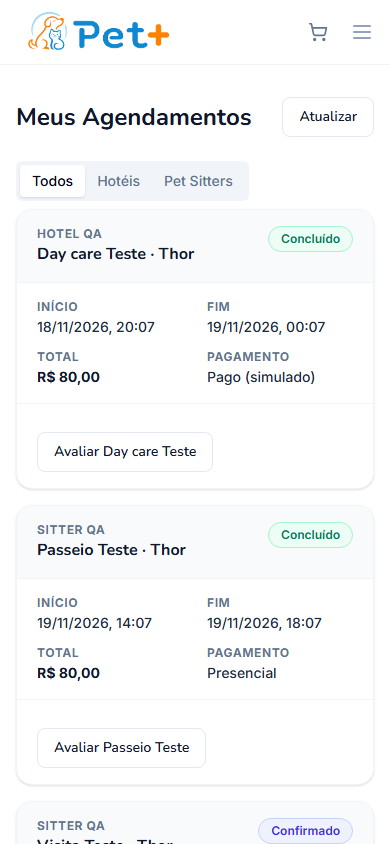 Pet+
Meus Agendamentos
Atualizar
Todos
Hotéis
Pet Sitters
HOTEL QA
Concluído
Day care Teste · Thor
INÍCIO
FIM
18/11/2026, 20:07
19/11/2026, 00:07
TOTAL
PAGAMENTO
R$ 80,00
Pago (simulado)
Avaliar Day care Teste
SITTER QA
Concluído
Passeio Teste · Thor
INÍCIO
FIM
19/11/2026, 14:07
19/11/2026, 18:07
TOTAL
PAGAMENTO
R$ 80,00
Presencial
Avaliar Passeio Teste
SITTER QA
Confirmado
Visita Teste · Thor